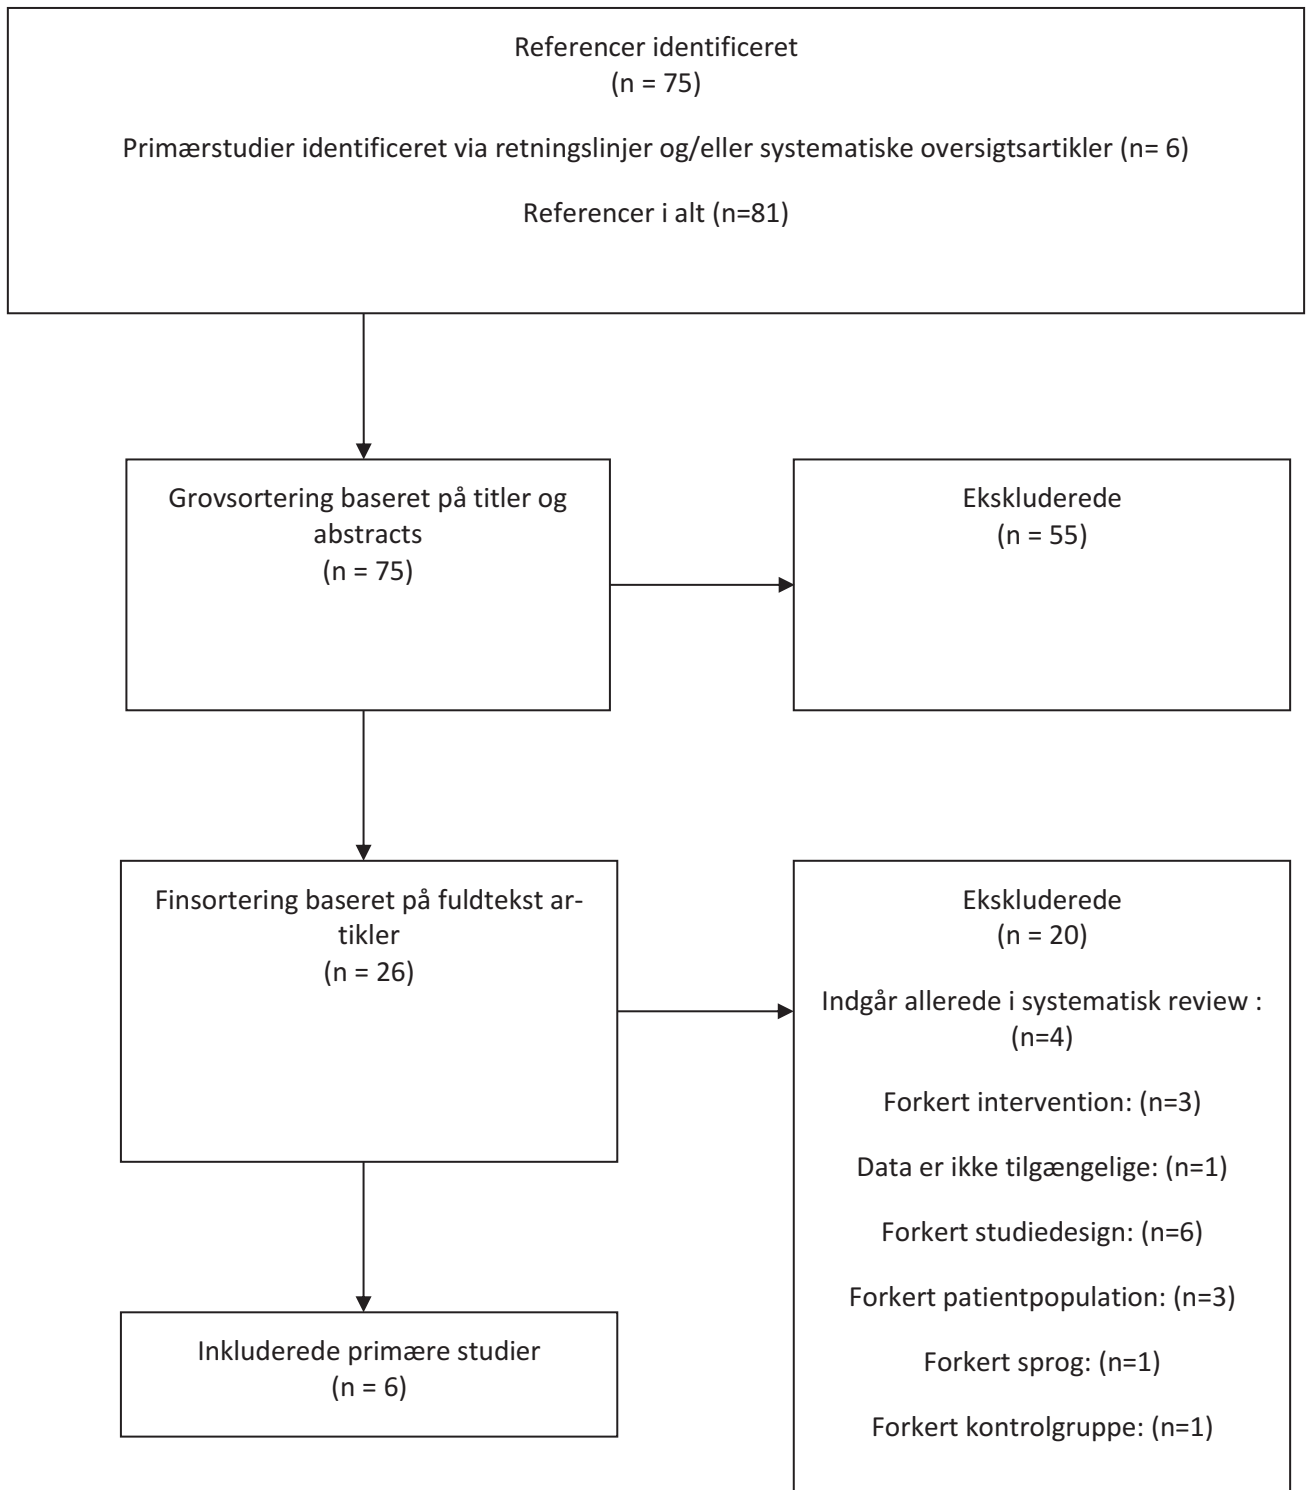 Referencer identificeret
(n = 75)
Primærstudier identificeret via retningslinjer og/eller systematiske oversigtsartikler (n= 6)
Referencer i alt (n=81)
Grovsortering baseret på titler og
abstracts
(n = 75)
Ekskluderede
(n = 55)
Finsortering baseret på fuldtekst ar-
tikler
(n = 26)
Ekskluderede
(n = 20)
Indgår allerede i systematisk review :
(n=4)
Forkert intervention: (n=3)
Data er ikke tilgængelige: (n=1)
Forkert studiedesign: (n=6)
Forkert patientpopulation: (n=3)
Forkert sprog: (n=1)
Forkert kontrolgruppe: (n=1)
Inkluderede primære studier
(n = 6)